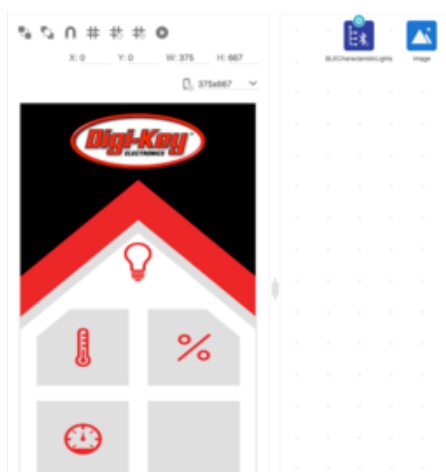 X: 0 Y: 0 W: 375 H: 667
375x667
BLECharacteristicLights Image
Digi-Key
ELECTRONICS
%